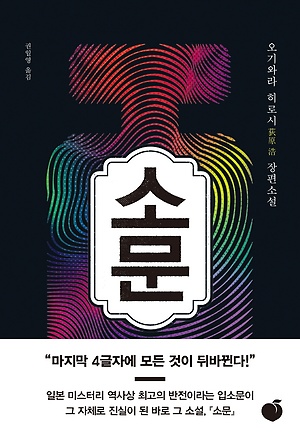 오기와라 히로시 荻原 浩 장편소설
권일영 옮김
소문
“마지막 4글자에 모든 것이 뒤바뀐다!”
일본 미스터리 역사상 최고의 반전이라는 입소문이
그 자체로 진실이 된 바로 그 소설, 『소문』